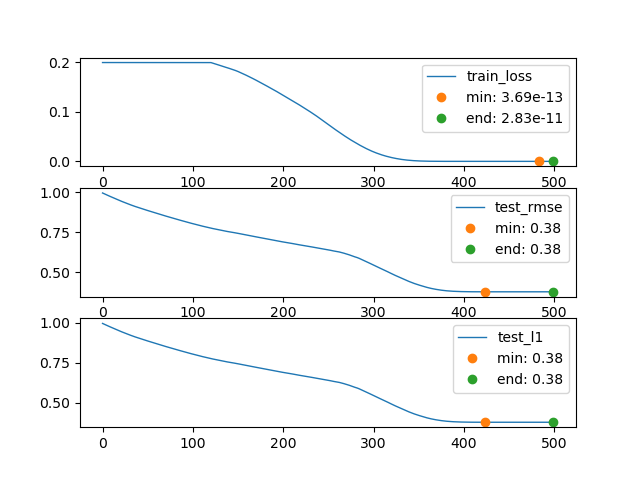 0.2
0.1
0.0
train_loss
min: 3.69e-13
end: 2.83e-11
0 100 200 300 400 500
1.00
0.75
0.50
test_rmse
min: 0.38
end: 0.38
0 100 200 300 400 500
1.00
0.75
0.50
test_l1
min: 0.38
end: 0.38
0 100 200 300 400 500